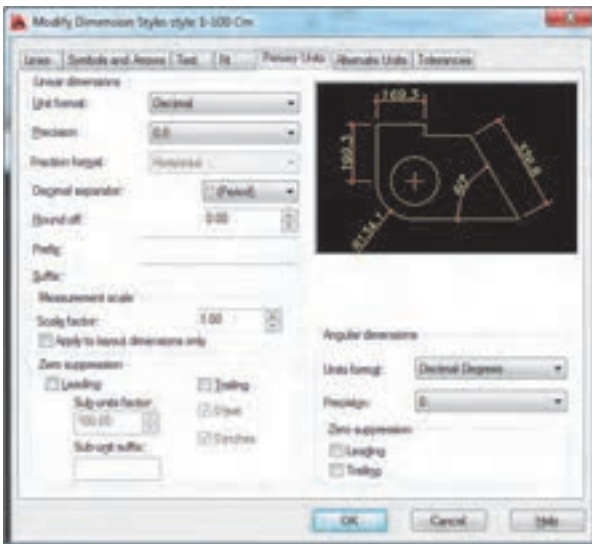 Modify Dimension Styles style 1-100 Cm
Lines Symbols and Arrows Text Fit Primary Units Alternate Units Tolerances
Linear dimensions
Unit format: Decimal
Precision 0.0
Fraction format: Horizontal
Decimal separator: '.' (Period)
Round off: 0.00
Prefix:
Suffix:
Measurement scale
Scale factor: 1.00
Apply to layout dimensions only
Zero suppression
Leading
Trailing
Sub-units factor:
100.00
0 feet
0 inches
Sub-unit suffix:
169.3
60°
Angular dimensions
Units format: Decimal Degrees
Precision: 0
Zero suppression
Leading
Trailing
OK Cancel Help